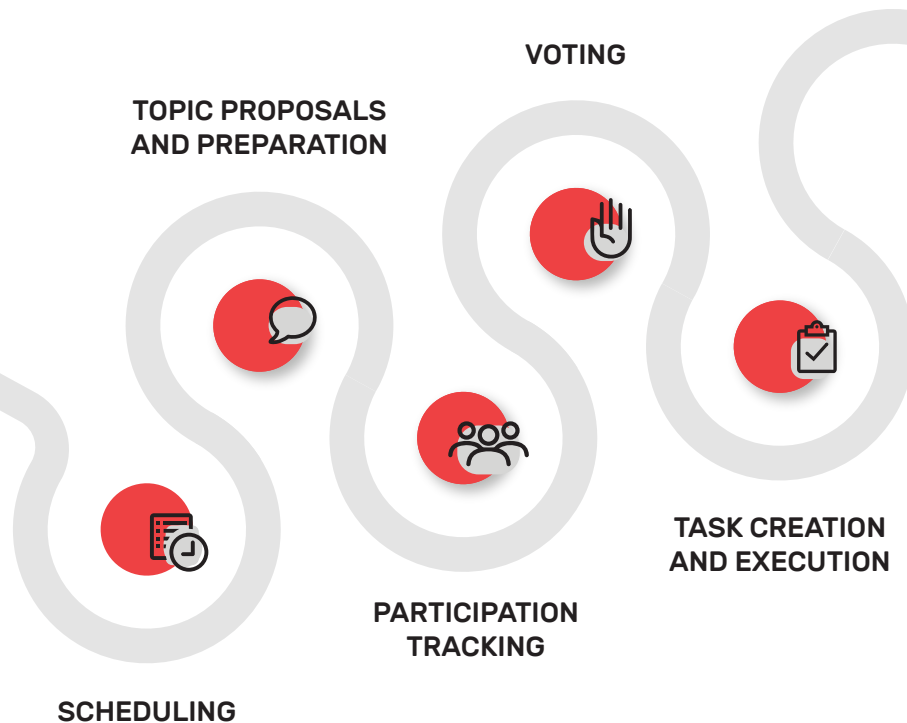 VOTING
TOPIC PROPOSALS
AND PREPARATION
TASK CREATION
AND EXECUTION
PARTICIPATION
TRACKING
SCHEDULING